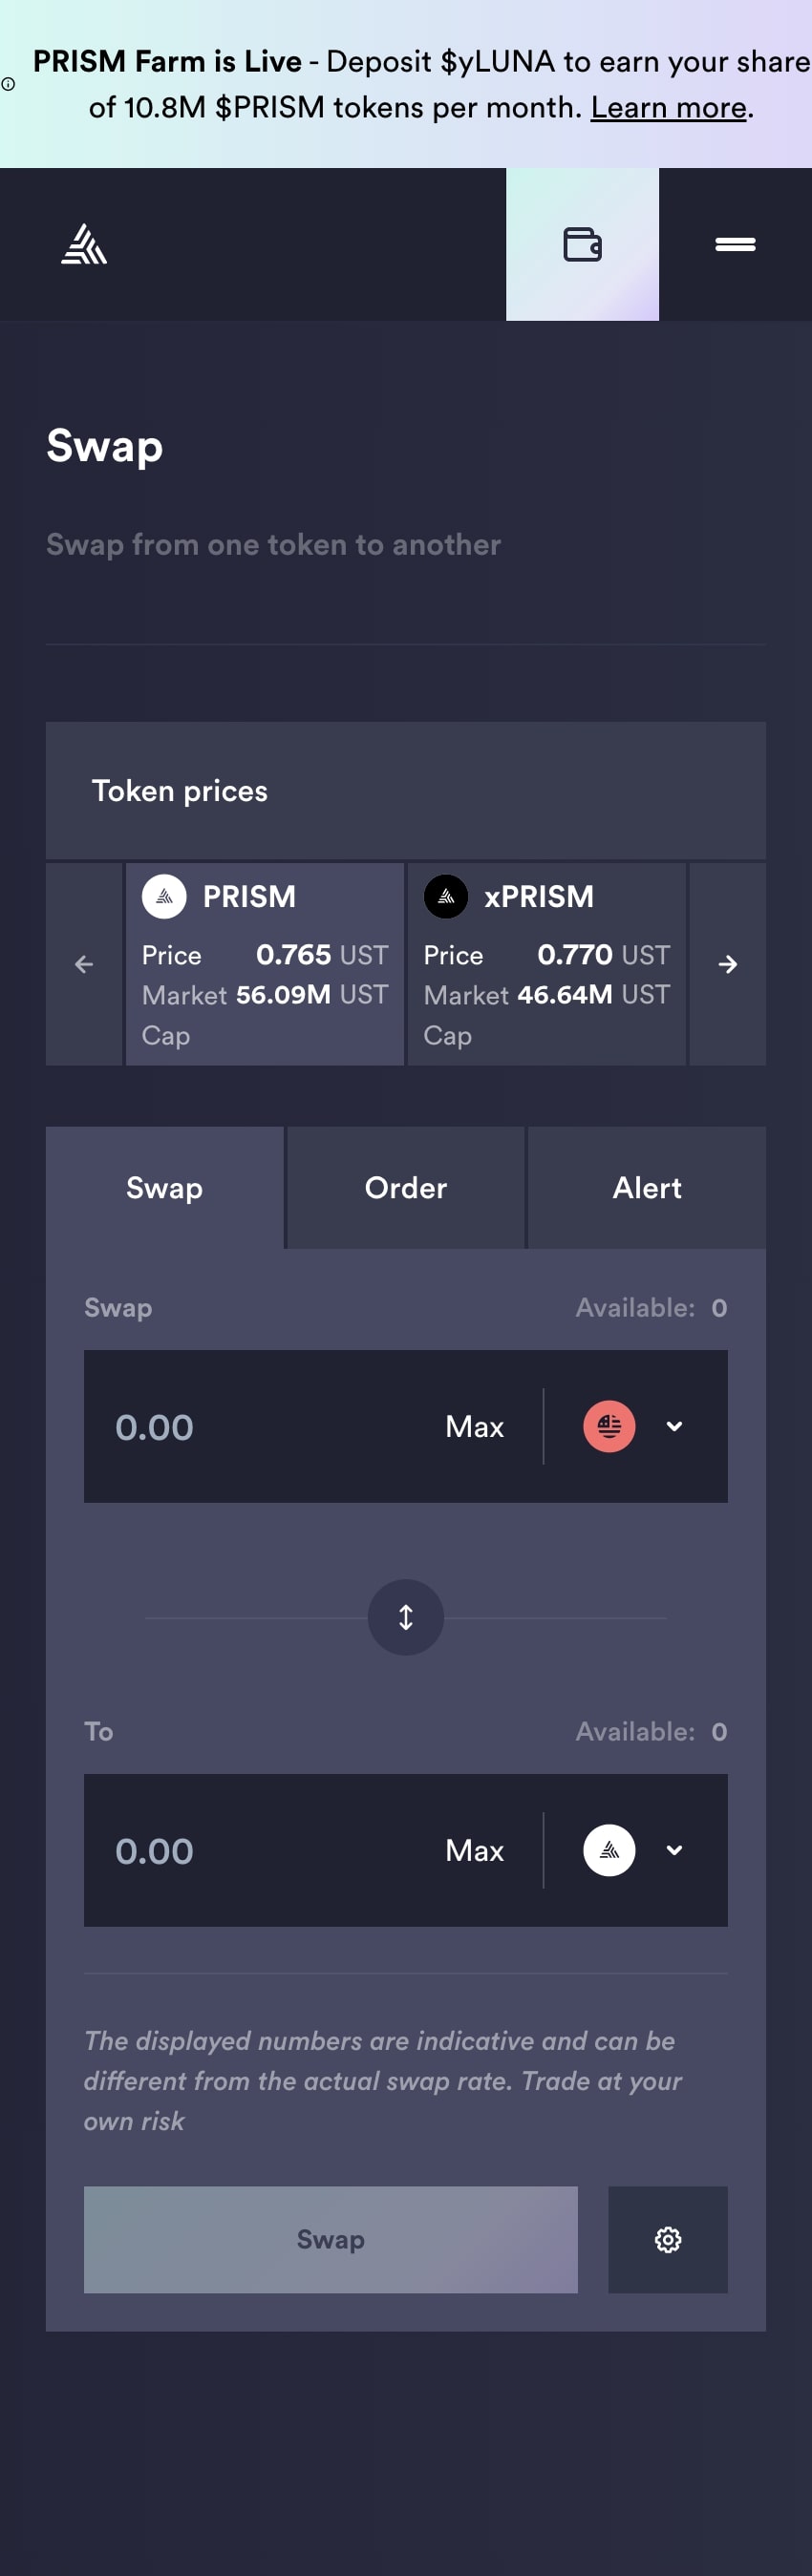 PRISM Farm is Live - Deposit $yLUNA to earn your share
of 10.8M $PRISM tokens per month. Learn more.
Swap
Swap from one token to another
Token prices
PRISM
Price 0.765 UST
Market Cap 56.09M UST
xPRISM
Price 0.770 UST
Market Cap 46.64M UST
Swap Order Alert
Swap Available: 0
0.00 Max
To Available: 0
0.00 Max
The displayed numbers are indicative and can be
different from the actual swap rate. Trade at your
own risk
Swap